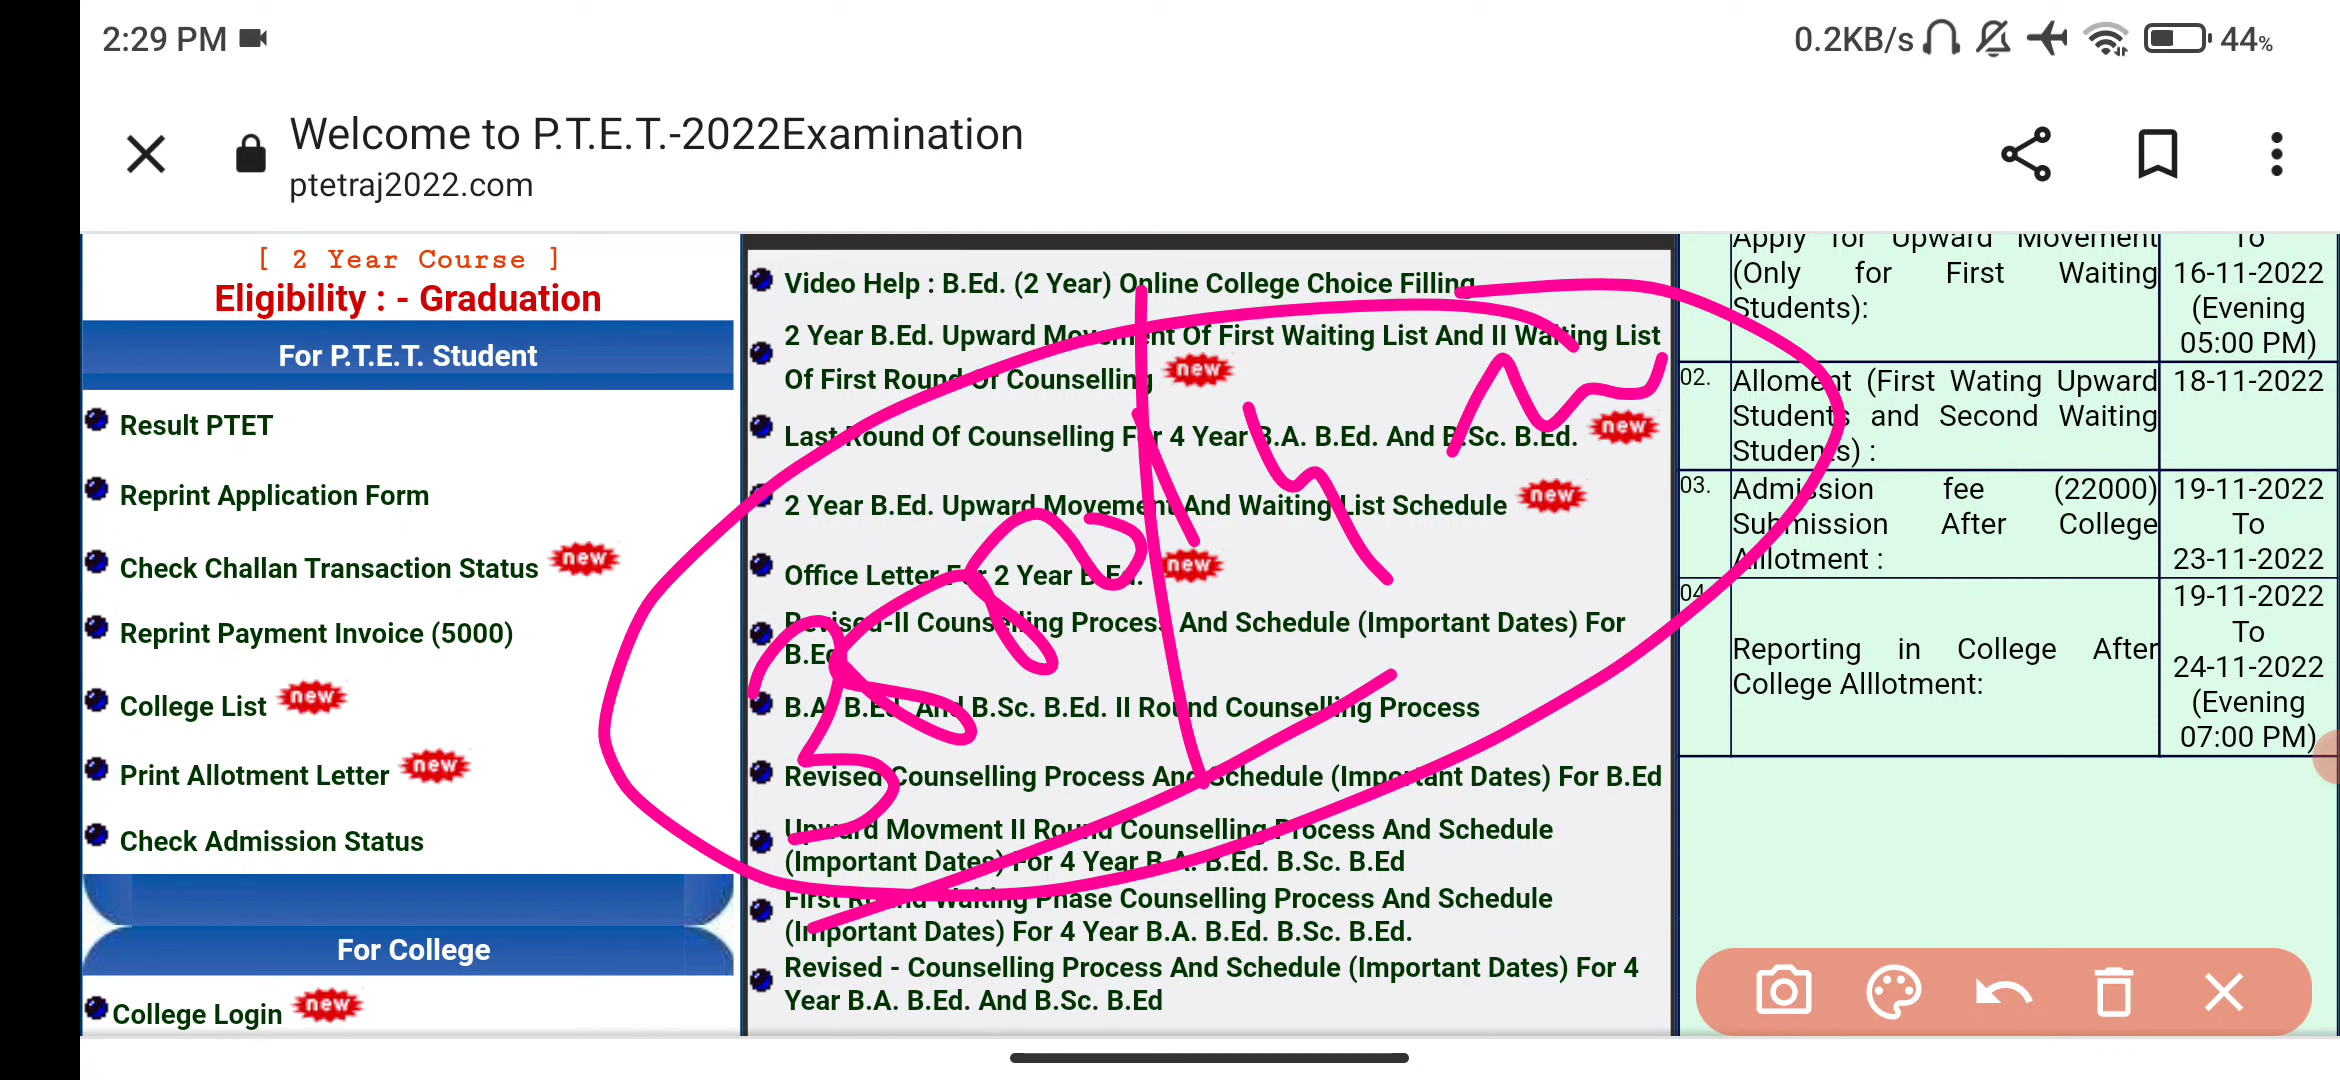 2:29 PM
0.2KB/s
44%
Welcome to P.T.E.T.-2022Examination
ptetraj2022.com
[ 2 Year Course ]
Eligibility : - Graduation
For P.T.E.T. Student
Result PTET
Reprint Application Form
Check Challan Transaction Status new
Reprint Payment Invoice (5000)
College List new
Print Allotment Letter new
Check Admission Status
For College
College Login new
Video Help : B.Ed. (2 Year) Online College Choice Filling
2 Year B.Ed. Upward Movement Of First Waiting List And II Waiting List
Of First Round Of Counselling new
Last Round Of Counselling For 4 Year B.A. B.Ed. And B.Sc. B.Ed. new
2 Year B.Ed. Upward Movement And Waiting List Schedule new
Office Letter For 2 Year B.Ed. new
Revised-II Counselling Process And Schedule (Important Dates) For
B.Ed
B.A. B.Ed. And B.Sc. B.Ed. II Round Counselling Process
Revised Counselling Process And Schedule (Important Dates) For B.Ed
Upward Movment II Round Counselling Process And Schedule
(Important Dates) For 4 Year B.A. B.Ed. B.Sc. B.Ed
First Round Waiting Phase Counselling Process And Schedule
(Important Dates) For 4 Year B.A. B.Ed. B.Sc. B.Ed.
Revised - Counselling Process And Schedule (Important Dates) For 4
Year B.A. B.Ed. And B.Sc. B.Ed
Apply for Upward Movement
(Only for First Waiting
Students):
To
16-11-2022
(Evening
05:00 PM)
02.
Alloment (First Wating Upward
Students and Second Waiting
Students) :
18-11-2022
03.
Admission fee (22000)
Submission After College
Alllotment :
19-11-2022
To
23-11-2022
04
Reporting in College After
College Alllotment:
19-11-2022
To
24-11-2022
(Evening
07:00 PM)